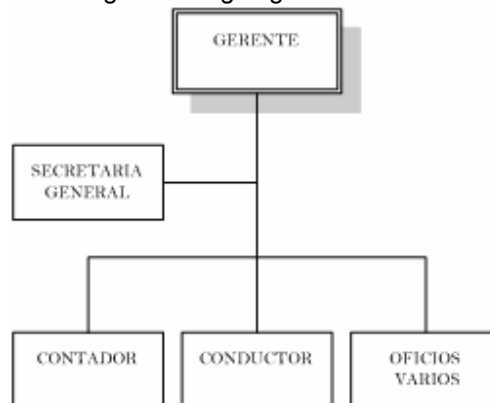 GERENTE
SECRETARIA
GENERAL
CONTADOR
CONDUCTOR
OFICIOS
VARIOS